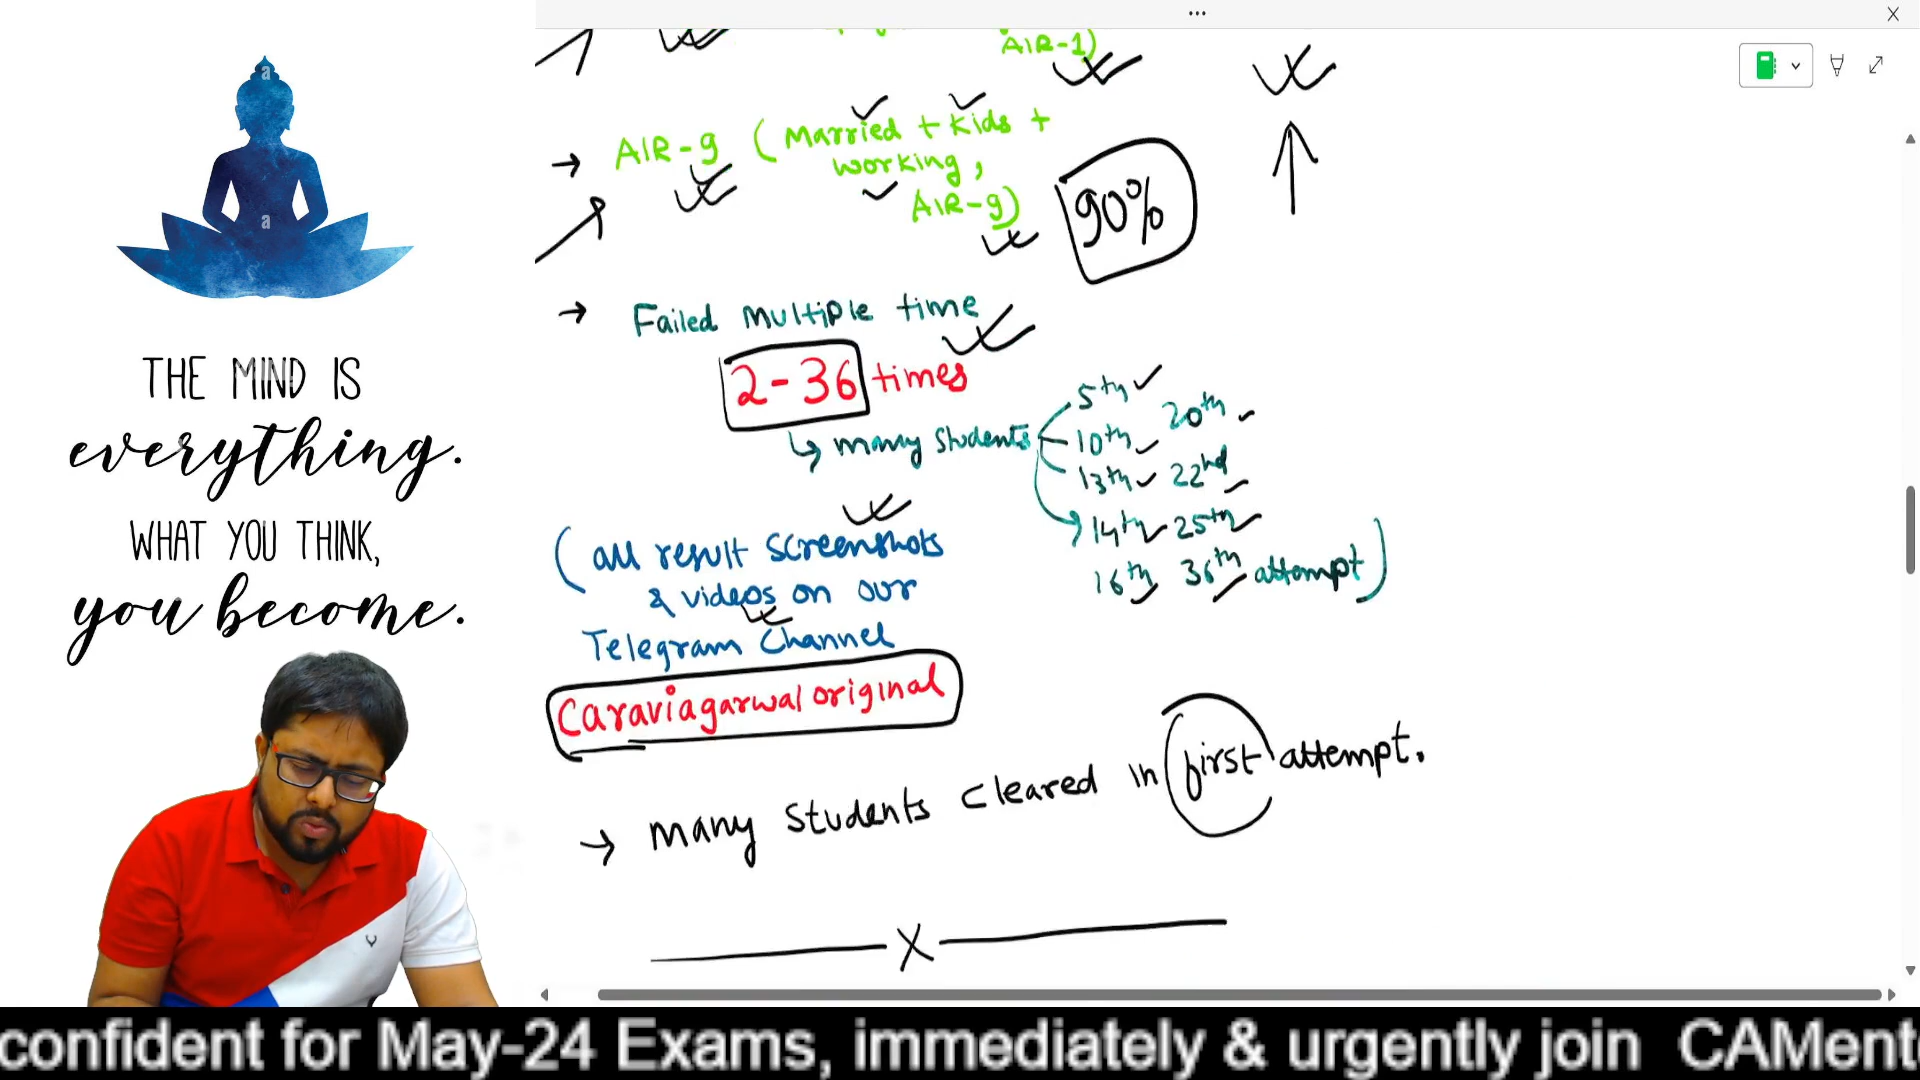 a
a
THE MIND IS
everything.
WHAT YOU THINK,
you become.
AIR-1)
→ AIR-9 (Married + Kids +
working,
AIR-9)
90%
→ Failed multiple time
2-36 times
↳ many students
5th 20th
10th
13th 22nd
14th 25th
16th 36th attempt)
(all result screenshots
& videos on our
Telegram Channel
Caraviagarwaloriginal
→ many students cleared in first attempt.
X
confident for May-24 Exams, immediately & urgently join CAMent